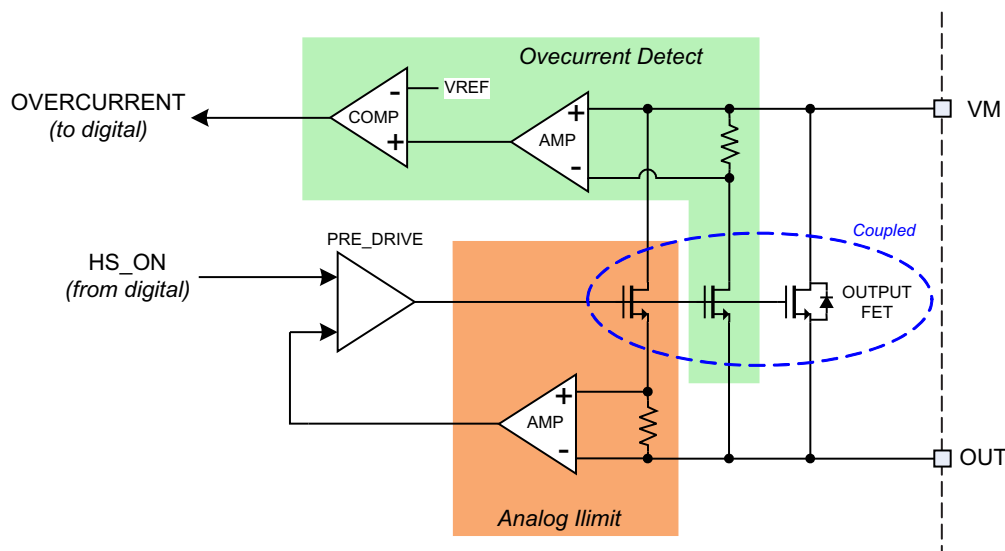 Ovecurrent Detect
OVERCURRENT
(to digital)
-
VREF
COMP
+
+
AMP
-
VM
Coupled
PRE_DRIVE
HS_ON
(from digital)
OUTPUT
FET
+
AMP
-
OUT
Analog Ilimit